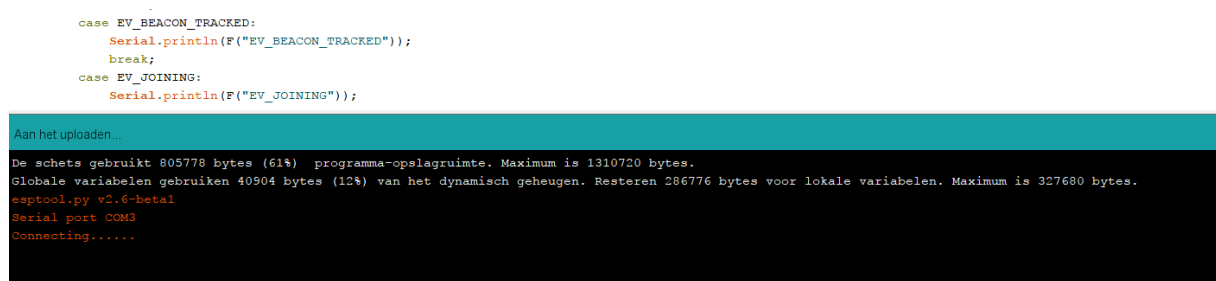 case EV_BEACON_TRACKED:
Serial.println(F("EV_BEACON_TRACKED"));
break;
case EV_JOINING:
Serial.println(F("EV_JOINING"));
Aan het uploaden...
De schets gebruikt 805778 bytes (61%)  programma-opslagruimte. Maximum is 1310720 bytes.
Globale variabelen gebruiken 40904 bytes (12%) van het dynamisch geheugen. Resteren 286776 bytes voor lokale variabelen. Maximum is 327680 bytes.
esptool.py v2.6-beta1
Serial port COM3
Connecting......